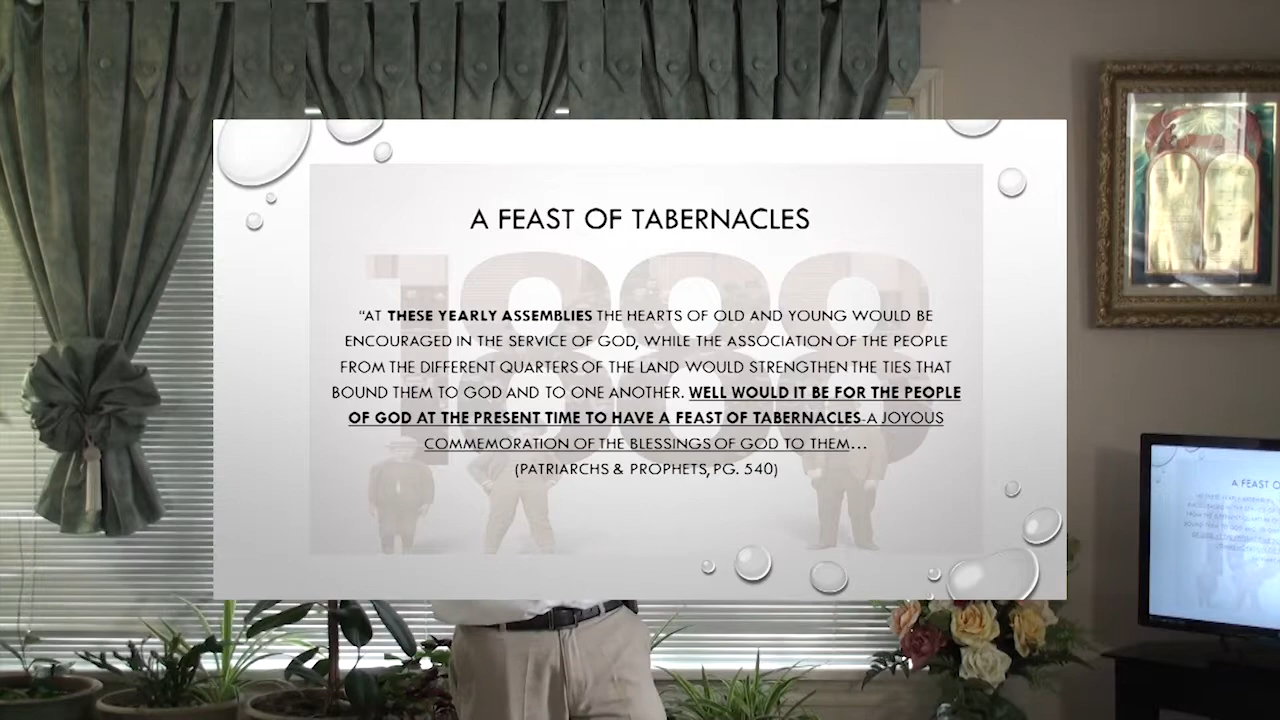 A FEAST OF TABERNACLES
1888
“AT THESE YEARLY ASSEMBLIES THE HEARTS OF OLD AND YOUNG WOULD BE
ENCOURAGED IN THE SERVICE OF GOD, WHILE THE ASSOCIATION OF THE PEOPLE
FROM THE DIFFERENT QUARTERS OF THE LAND WOULD STRENGTHEN THE TIES THAT
BOUND THEM TO GOD AND TO ONE ANOTHER. WELL WOULD IT BE FOR THE PEOPLE
OF GOD AT THE PRESENT TIME TO HAVE A FEAST OF TABERNACLES-A JOYOUS
COMMEMORATION OF THE BLESSINGS OF GOD TO THEM...
(PATRIARCHS & PROPHETS, PG. 540)
A FEAST O